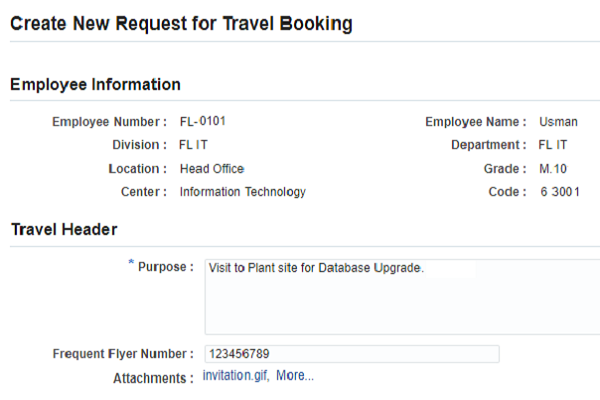 Create New Request for Travel Booking
Employee Information
Employee Number : FL-0101 Employee Name : Usman
Division : FL IT Department : FL IT
Location : Head Office Grade : M.10
Center : Information Technology Code : 6 3001
Travel Header
* Purpose : Visit to Plant site for Database Upgrade.
Frequent Flyer Number : 123456789
Attachments : invitation.gif, More...